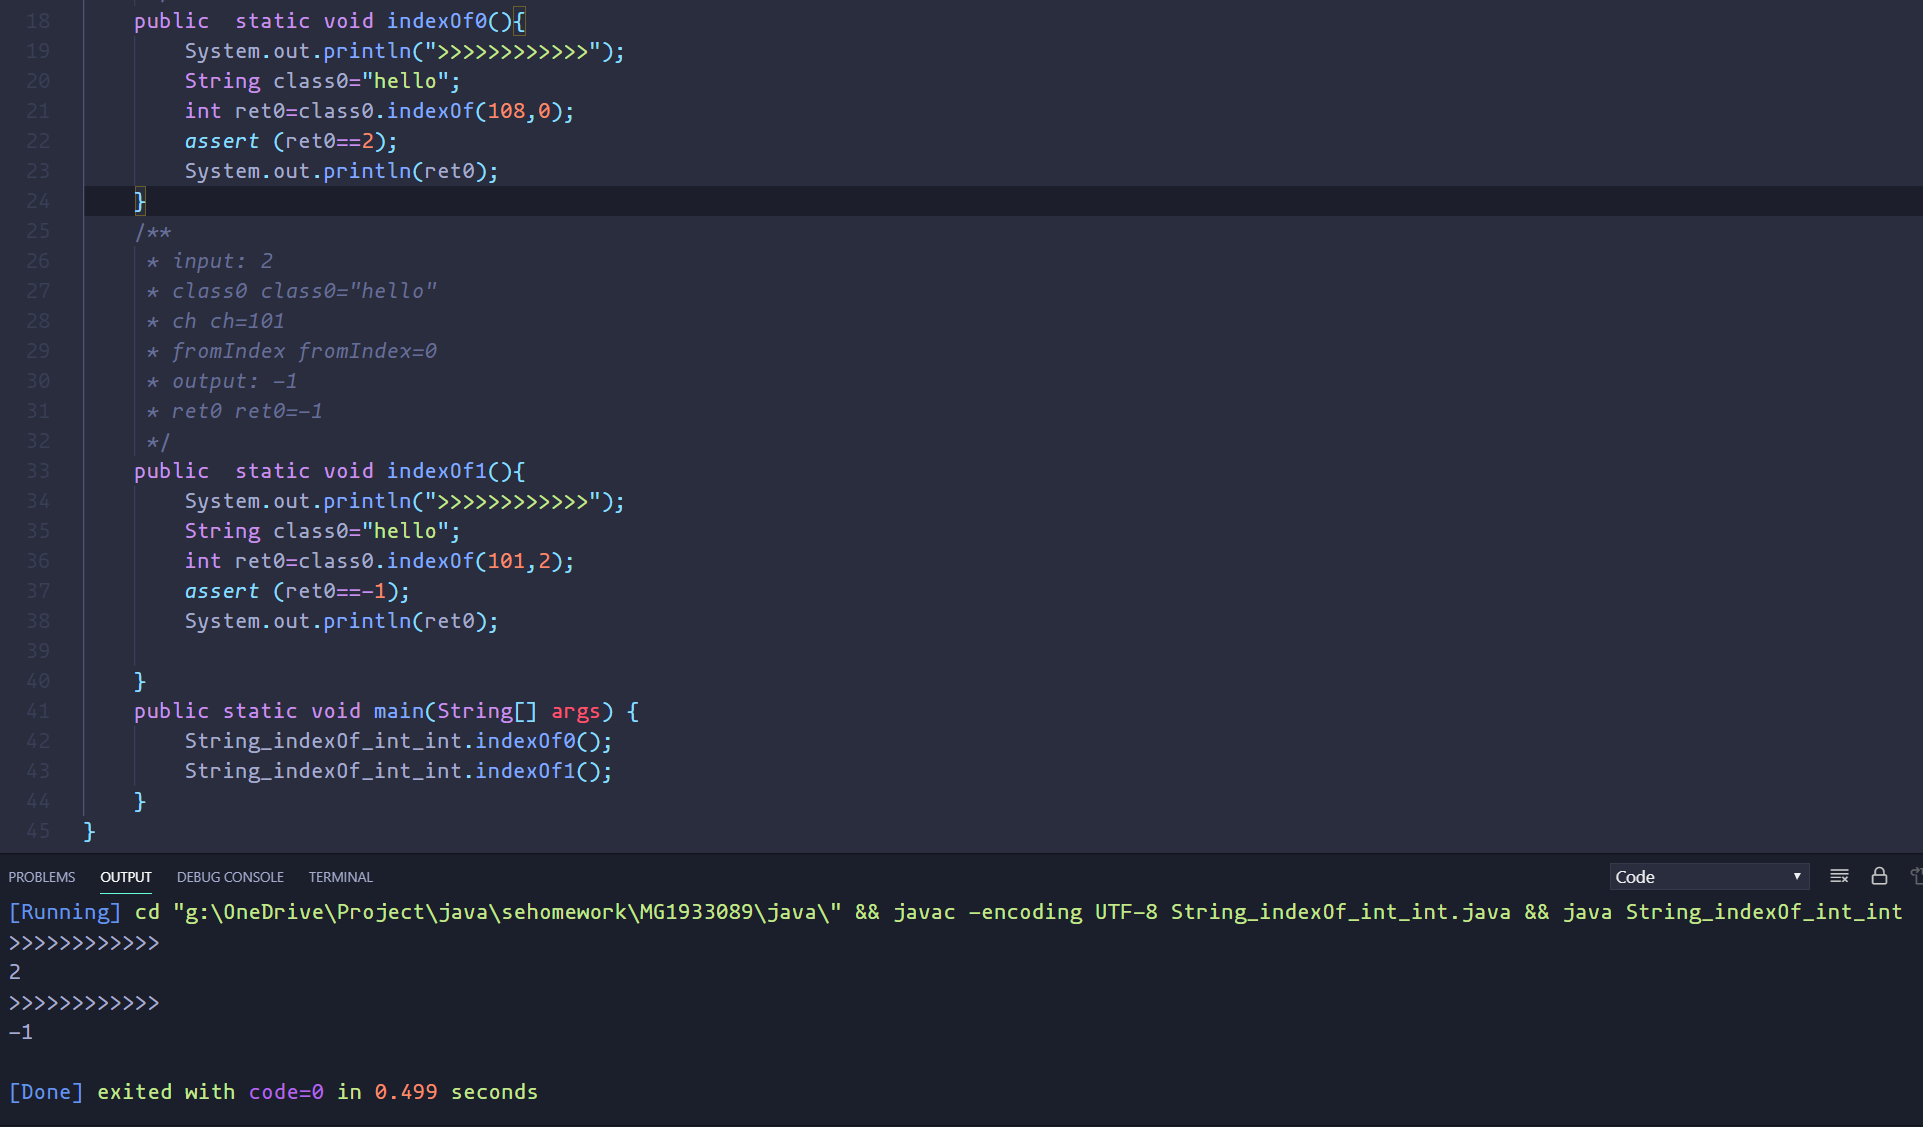 18 public  static void indexOf0(){
19 System.out.println(">>>>>>>>>>>>");
20 String class0="hello";
21 int ret0=class0.indexOf(108,0);
22 assert (ret0==2);
23 System.out.println(ret0);
24 }
25 /**
26 * input: 2
27 * class0 class0="hello"
28 * ch ch=101
29 * fromIndex fromIndex=0
30 * output: -1
31 * ret0 ret0=-1
32 */
33 public  static void indexOf1(){
34 System.out.println(">>>>>>>>>>>>");
35 String class0="hello";
36 int ret0=class0.indexOf(101,2);
37 assert (ret0==-1);
38 System.out.println(ret0);
39
40 }
41 public static void main(String[] args) {
42 String_indexOf_int_int.indexOf0();
43 String_indexOf_int_int.indexOf1();
44 }
45 }
PROBLEMS OUTPUT DEBUG CONSOLE TERMINAL Code
[Running] cd "g:\OneDrive\Project\java\sehomework\MG1933089\java\" && javac -encoding UTF-8 String_indexOf_int_int.java && java String_indexOf_int_int
>>>>>>>>>>>>
2
>>>>>>>>>>>>
-1
[Done] exited with code=0 in 0.499 seconds